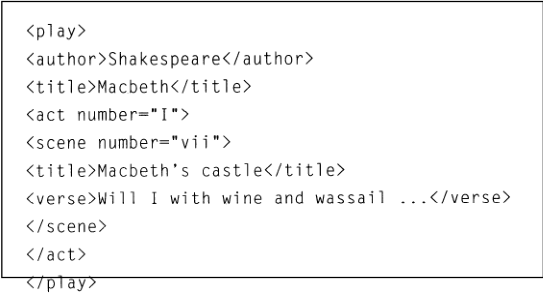 <play>
<author>Shakespeare</author>
<title>Macbeth</title>
<act number="I">
<scene number="vii">
<title>Macbeth's castle</title>
<verse>Will I with wine and wassail ...</verse>
</scene>
</act>
</play>